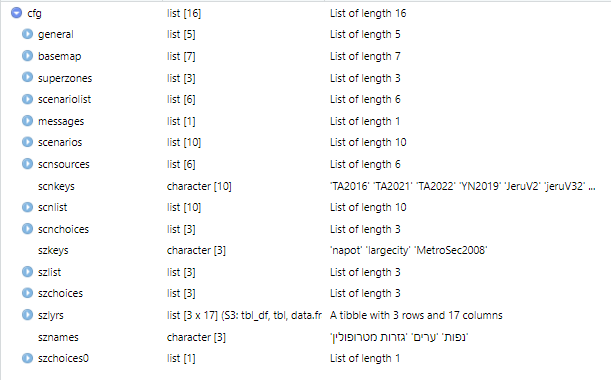 cfg list [16] List of length 16
general list [5] List of length 5
basemap list [7] List of length 7
superzones list [3] List of length 3
scenariolist list [6] List of length 6
messages list [1] List of length 1
scenarios list [10] List of length 10
scnsources list [6] List of length 6
scnkeys character [10] 'TA2016' 'TA2021' 'TA2022' 'YN2019' 'JeruV2' 'jeruV32' ...
scnlist list [10] List of length 10
scnchoices list [3] List of length 3
szkeys character [3] 'napot' 'largecity' 'MetroSec2008'
szlist list [3] List of length 3
szchoices list [3] List of length 3
szlyrs list [3 x 17] (S3: tbl_df, tbl, data.fr A tibble with 3 rows and 17 columns
sznames character [3] 'נפות' 'ערים' 'גזרות מטרופולין'
szchoices0 list [1] List of length 1